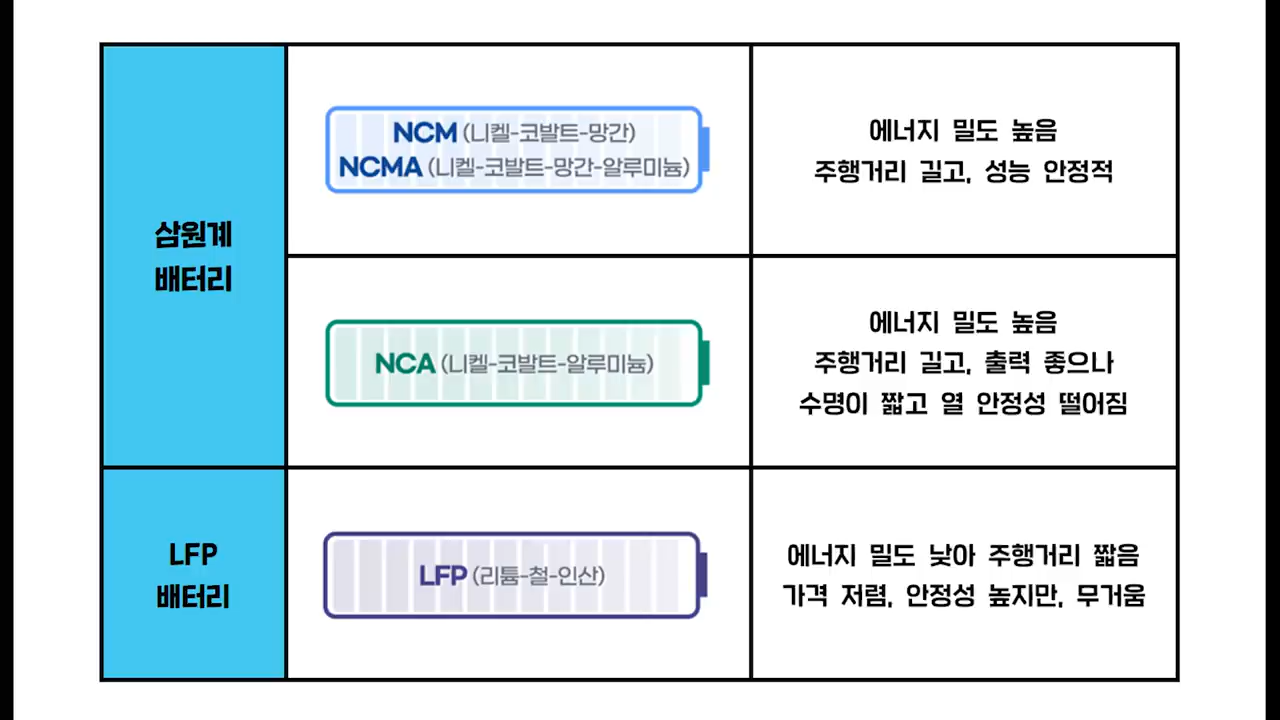 삼원계
배터리
NCM (니켈-코발트-망간)
NCMA (니켈-코발트-망간-알루미늄)
에너지 밀도 높음
주행거리 길고, 성능 안정적
NCA (니켈-코발트-알루미늄)
에너지 밀도 높음
주행거리 길고, 출력 좋으나
수명이 짧고 열 안정성 떨어짐
LFP
배터리
LFP (리튬-철-인산)
에너지 밀도 낮아 주행거리 짧음
가격 저렴, 안정성 높지만, 무거움